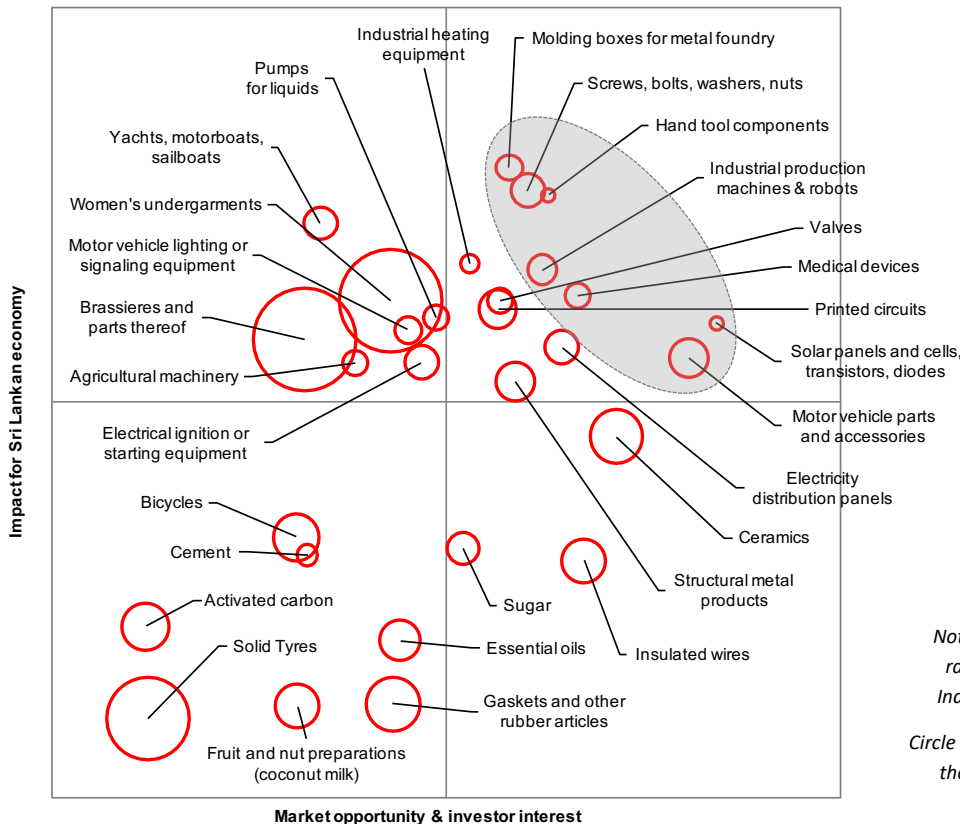 Industrial heating
equipment
Molding boxes for metal foundry
Pumps
for liquids
Screws, bolts, washers, nuts
Yachts, motorboats,
sailboats
Hand tool components
Industrial production
machines & robots
Women's undergarments
Valves
Motor vehicle lighting or
signaling equipment
Medical devices
Brassieres and
parts thereof
Printed circuits
Agricultural machinery
Solar panels and cells,
transistors, diodes
Motor vehicle parts
and accessories
Electrical ignition or
starting equipment
Electricity
distribution panels
Bicycles
Ceramics
Cement
Structural metal
products
Activated carbon
Sugar
Solid Tyres
Essential oils
Insulated wires
Gaskets and other
rubber articles
Fruit and nut preparations
(coconut milk)
Impact for Sri Lankan economy
Market opportunity & investor interest
Circle